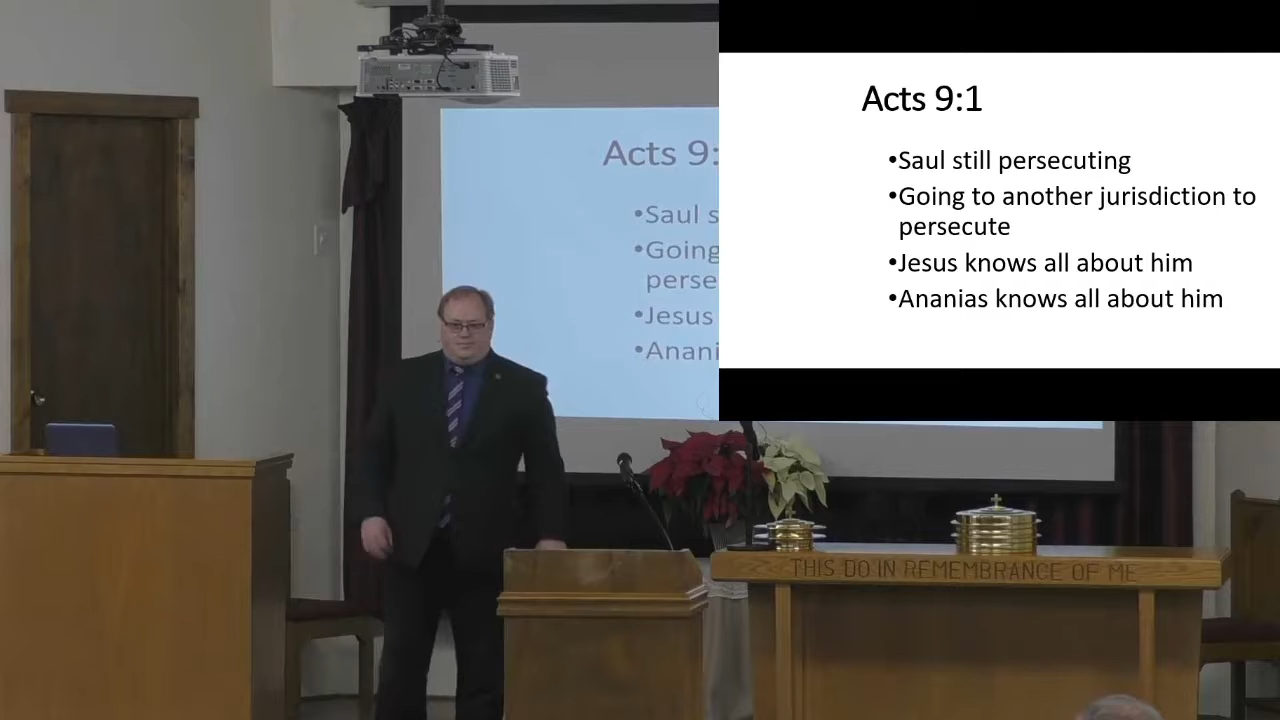 Acts 9:1
•Saul still persecuting
•Going to another jurisdiction to
persecute
•Jesus knows all about him
•Ananias knows all about him
Acts 9:
•Saul s
•Going
perse
•Jesus
•Anani
THIS DO IN REMEMBRANCE OF ME